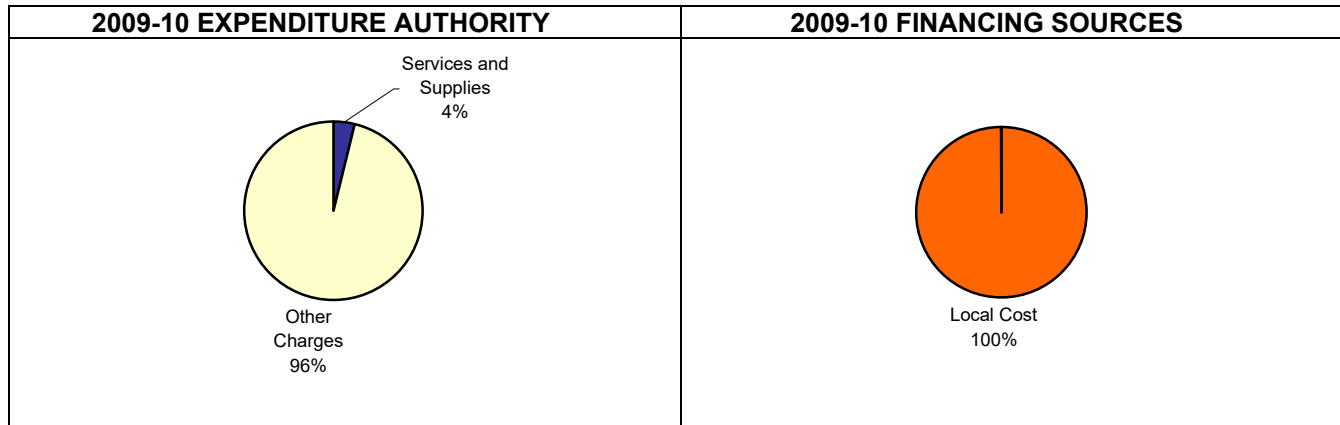 2009-10 EXPENDITURE AUTHORITY
2009-10 FINANCING SOURCES
Services and
Supplies
4%
Other
Charges
96%
Local Cost
100%